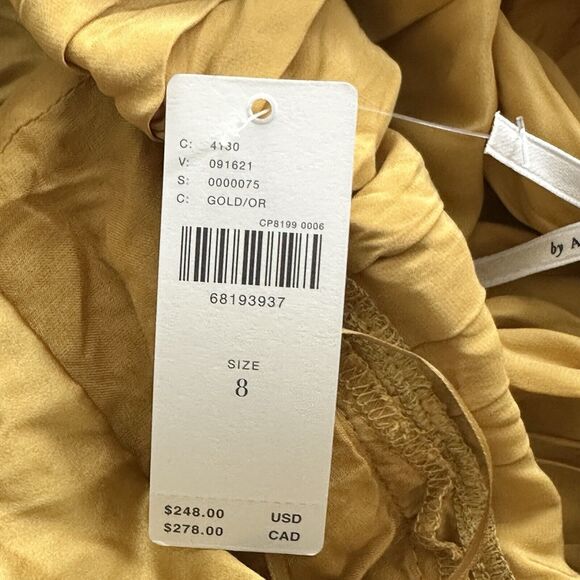 C: 4130
V: 091621
S: 0000075
C: GOLD/OR
CP8199 0006
68193937
SIZE
8
$248.00 USD
$278.00 CAD
by A